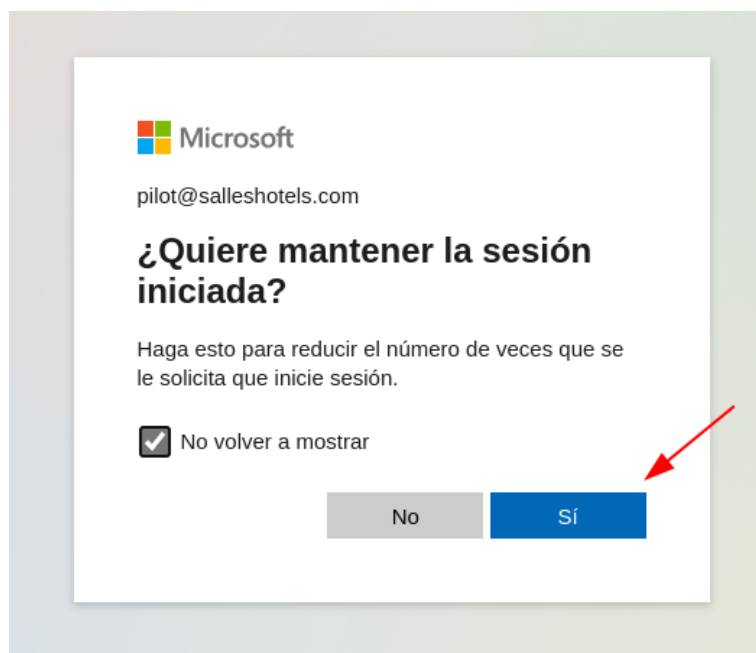 Microsoft
pilot@salleshotels.com
¿Quiere mantener la sesión
iniciada?
Haga esto para reducir el número de veces que se
le solicita que inicie sesión.
No volver a mostrar
No Sí